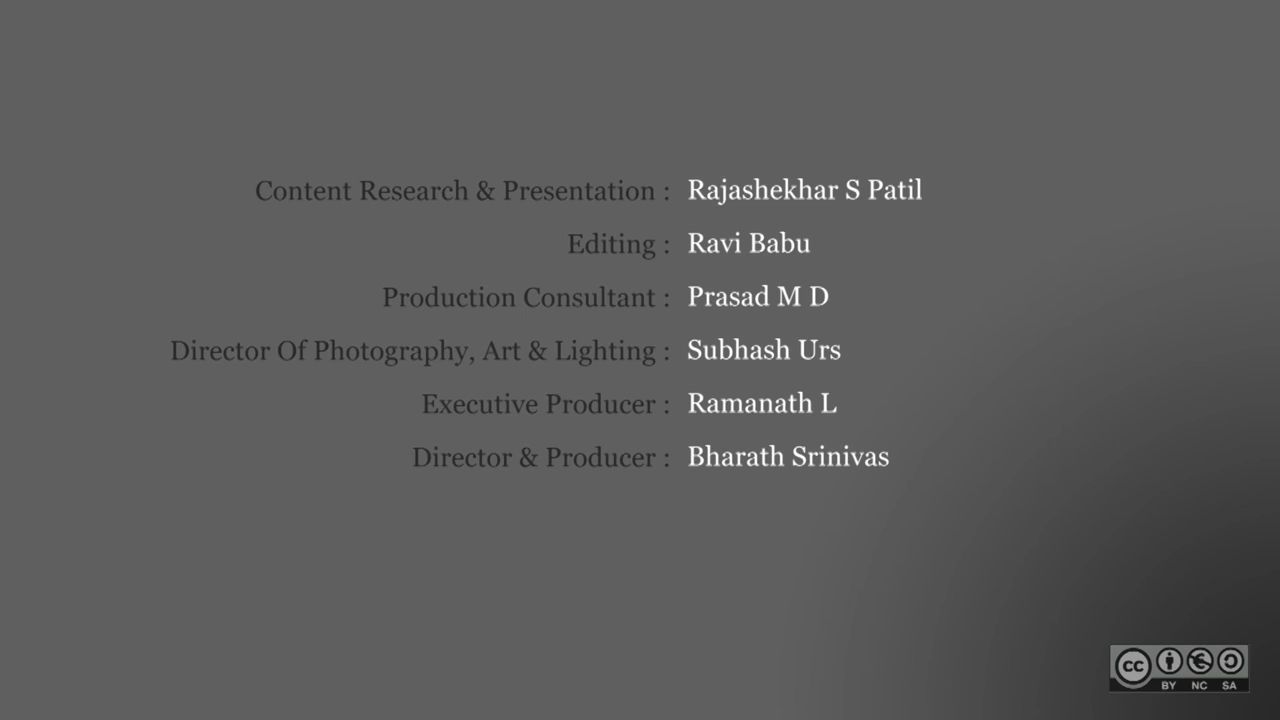 Content Research & Presentation : Rajashekhar S Patil
Editing : Ravi Babu
Production Consultant : Prasad M D
Director Of Photography, Art & Lighting : Subhash Urs
Executive Producer : Ramanath L
Director & Producer : Bharath Srinivas
cc
BY NC SA